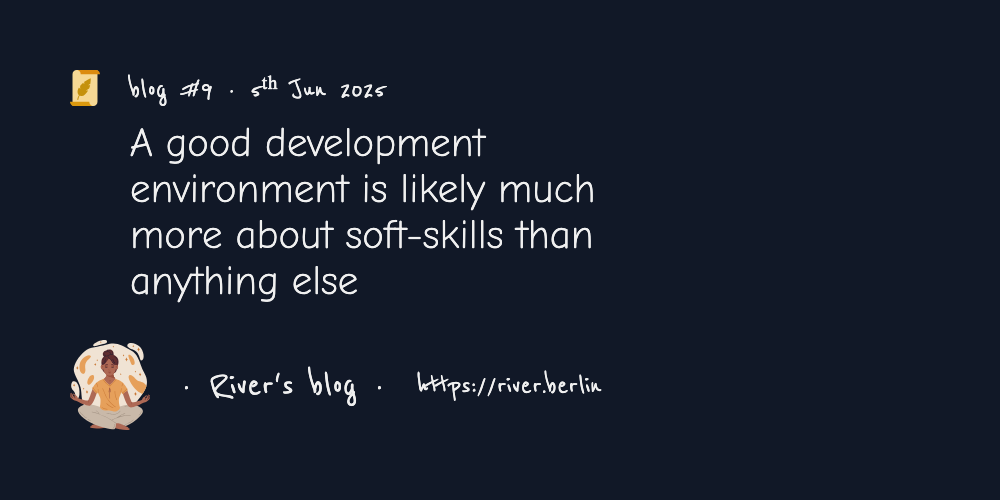 blog #9 · 5th Jun 2025
A good development
environment is likely much
more about soft-skills than
anything else
· River's blog · https://river.berlin